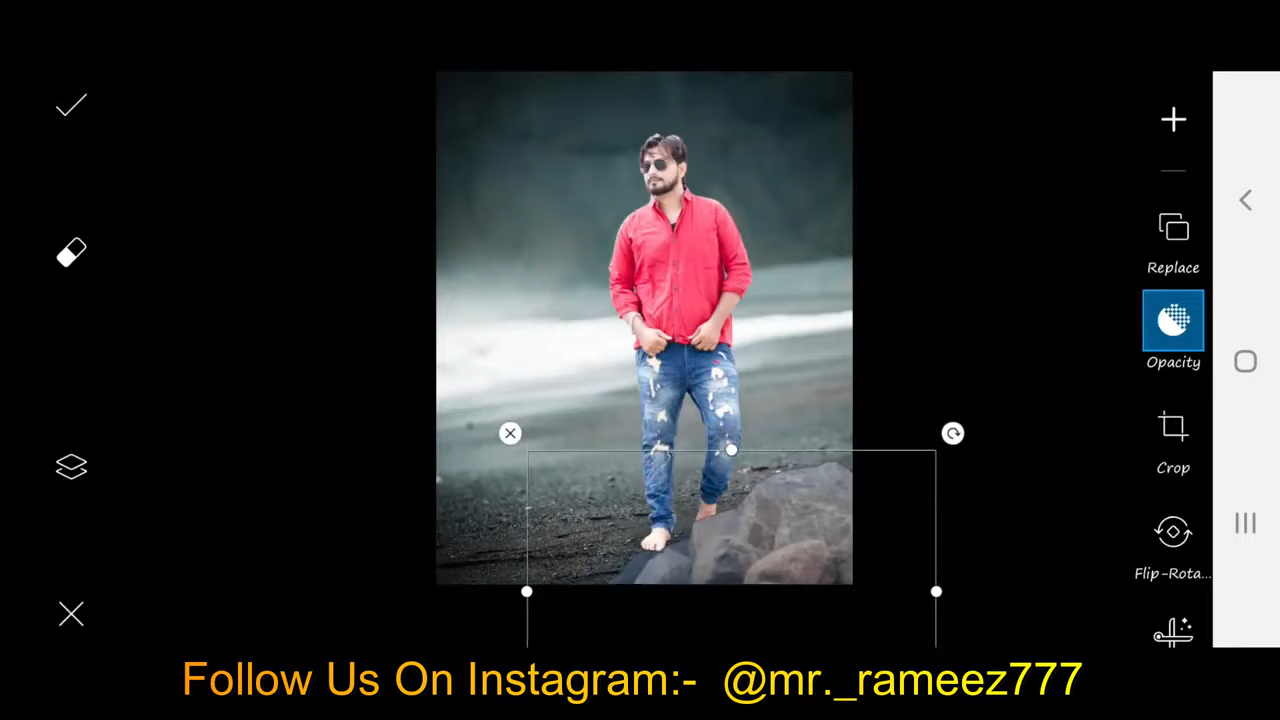 Replace
Opacity
Crop
Flip-Rota...
Follow Us On Instagram:- @mr._rameez777